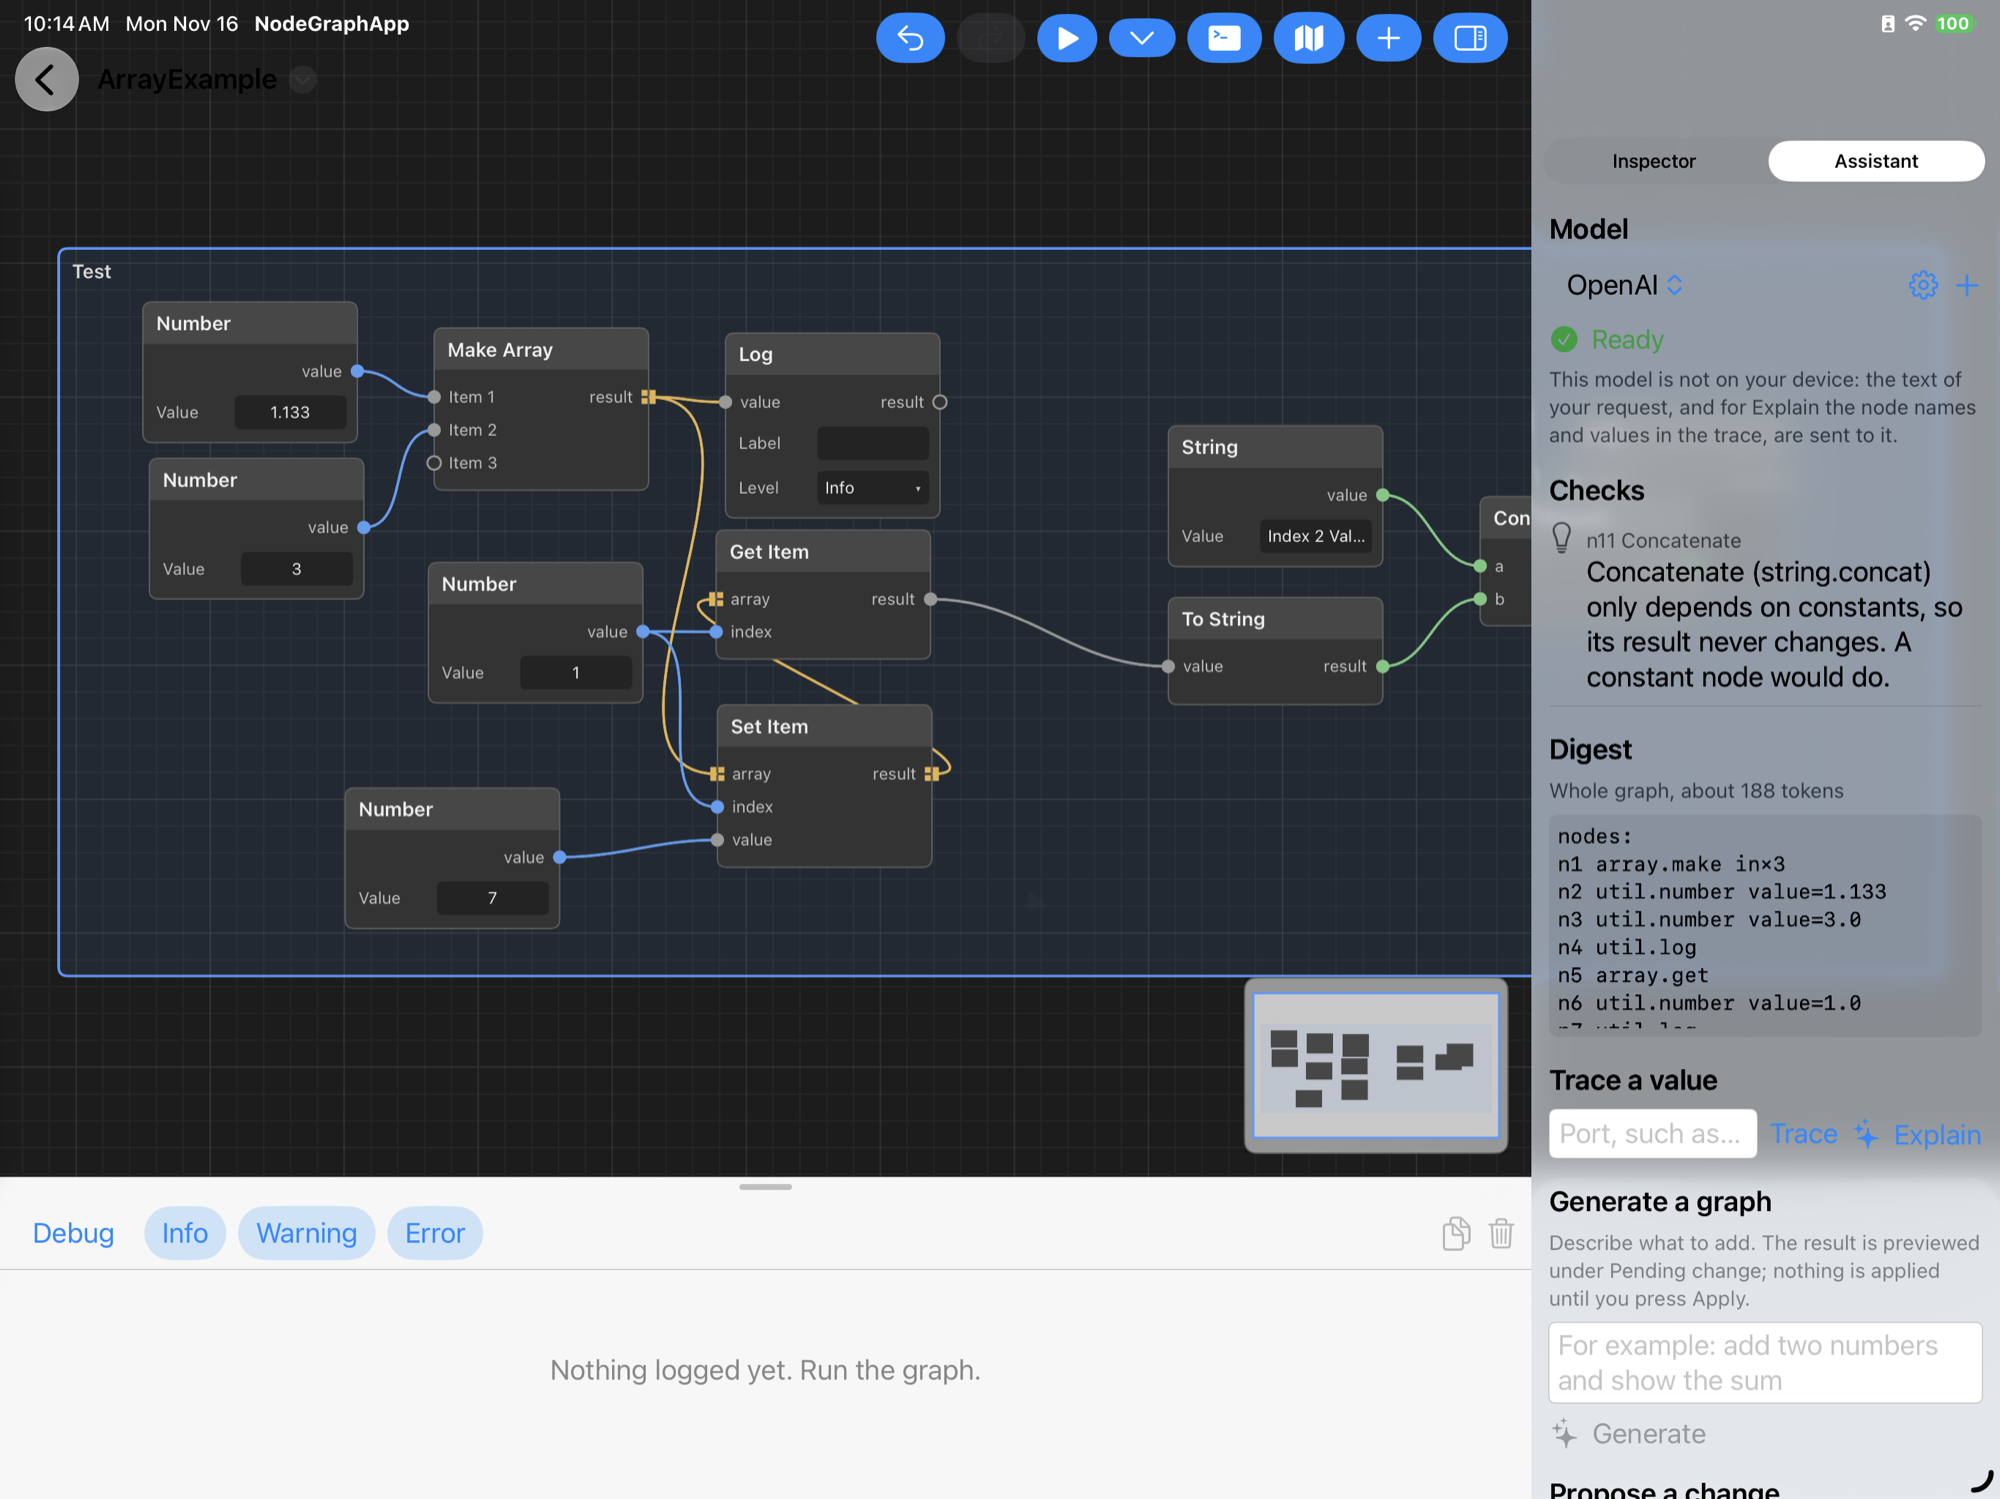 10:14 AM Mon Nov 16 NodeGraphApp
100
ArrayExample
Inspector
Assistant
Test
Number
value
Value
1.133
Number
value
Value
3
Make Array
Item 1
result
Item 2
Item 3
Log
value
result
Label
Level
Info
Get Item
array
result
index
Number
value
Value
1
Set Item
array
result
index
value
Number
value
Value
7
String
value
Value
Index 2 Val...
To String
value
result
Con
a
b
Model
OpenAI
Ready
This model is not on your device: the text of
your request, and for Explain the node names
and values in the trace, are sent to it.
Checks
n11 Concatenate
Concatenate (string.concat)
only depends on constants, so
its result never changes. A
constant node would do.
Digest
Whole graph, about 188 tokens
nodes:
n1 array.make in×3
n2 util.number value=1.133
n3 util.number value=3.0
n4 util.log
n5 array.get
n6 util.number value=1.0
n7 util.log
Trace a value
Port, such as...
Trace
Explain
Generate a graph
Describe what to add. The result is previewed
under Pending change; nothing is applied
until you press Apply.
For example: add two numbers
and show the sum
Generate
Propose a change
Debug
Info
Warning
Error
Nothing logged yet. Run the graph.